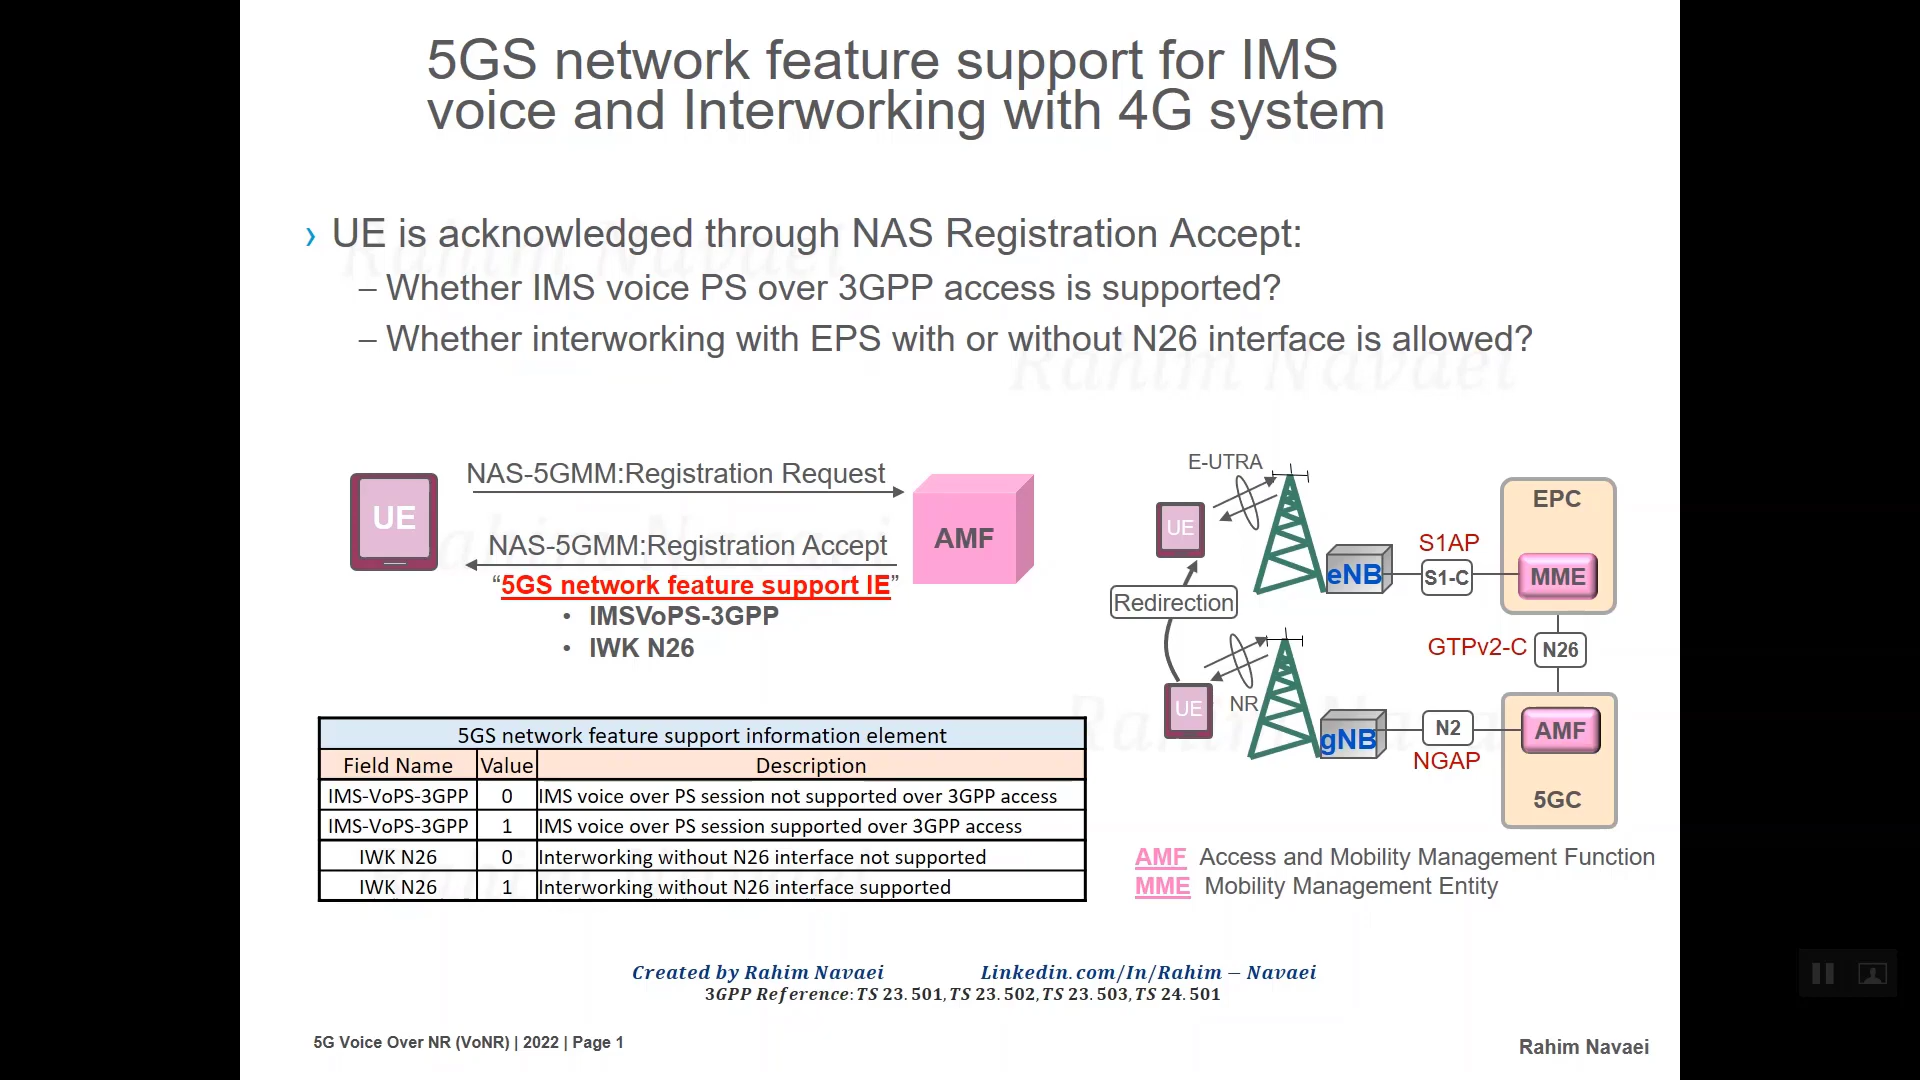 5GS network feature support for IMS
voice and Interworking with 4G system
› UE is acknowledged through NAS Registration Accept:
– Whether IMS voice PS over 3GPP access is supported?
– Whether interworking with EPS with or without N26 interface is allowed?
Rahim Navaei
Rahim Navaei
UE
NAS-5GMM:Registration Request
NAS-5GMM:Registration Accept
“5GS network feature support IE”
• IMSVoPS-3GPP
• IWK N26
AMF
E-UTRA
UE
Redirection
UE
NR
eNB
S1AP
S1-C
EPC
MME
GTPv2-C
N26
gNB
N2
NGAP
AMF
5GC
5GS network feature support information element
Field Name Value Description
IMS-VoPS-3GPP 0 IMS voice over PS session not supported over 3GPP access
IMS-VoPS-3GPP 1 IMS voice over PS session supported over 3GPP access
IWK N26 0 Interworking without N26 interface not supported
IWK N26 1 Interworking without N26 interface supported
AMF Access and Mobility Management Function
MME Mobility Management Entity
Created by Rahim Navaei Linkedin.com/In/Rahim – Navaei
3GPP Reference: TS 23.501, TS 23.502, TS 23.503, TS 24.501
5G Voice Over NR (VoNR) | 2022 | Page 1
Rahim Navaei